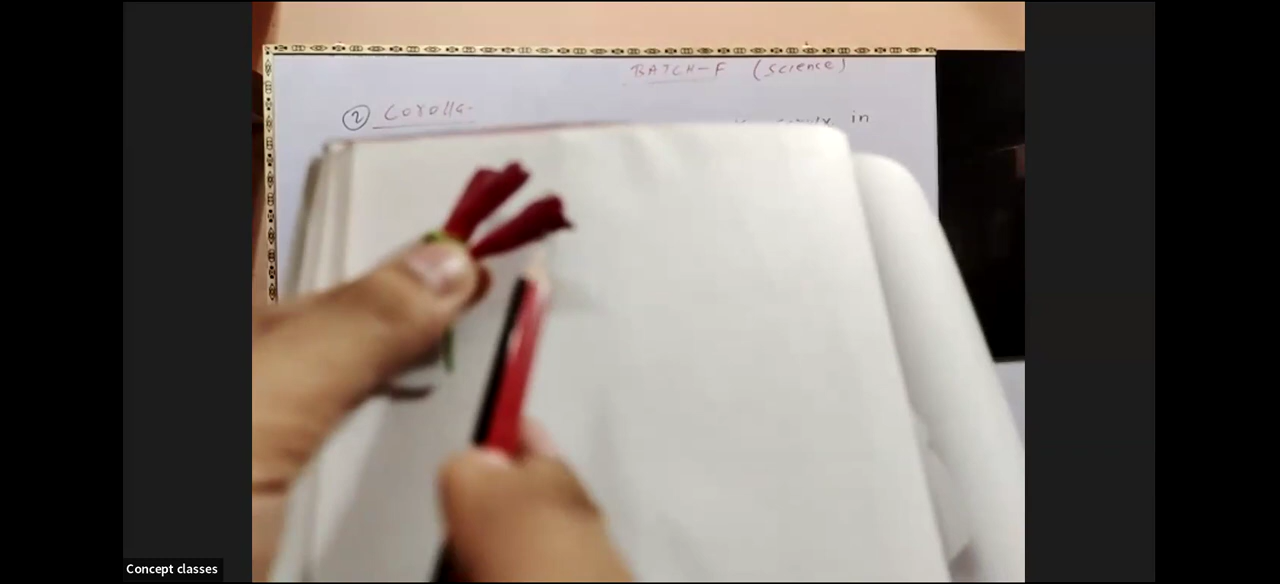 BATCH-F (Science)
② Corolla-
in
Concept classes